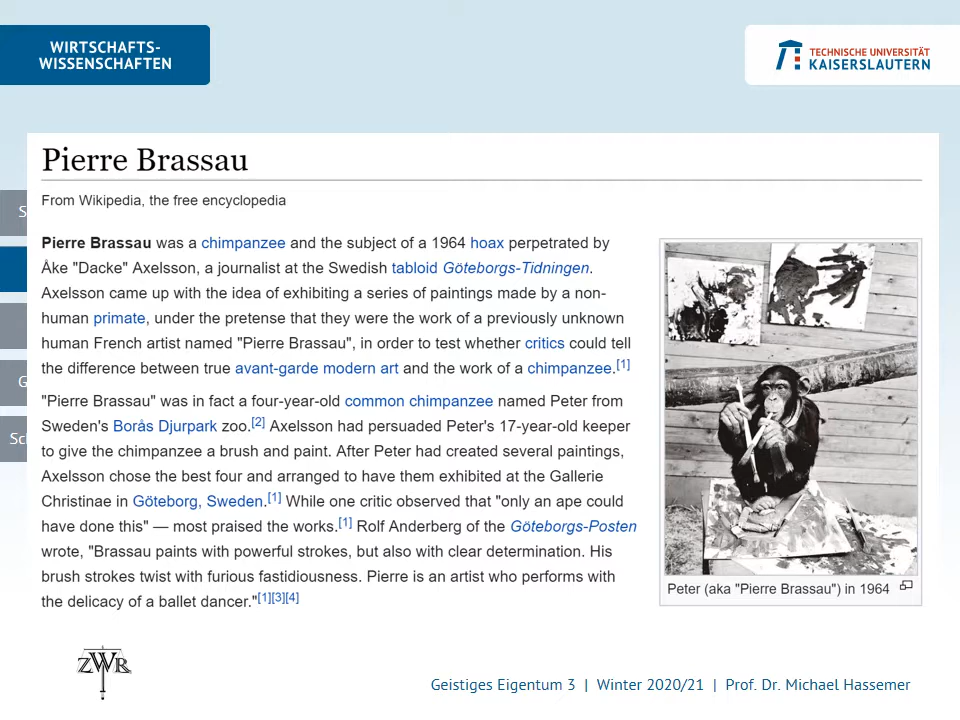 WIRTSCHAFTS-
WISSENSCHAFTEN
TECHNISCHE UNIVERSITÄT
KAISERSLAUTERN
Pierre Brassau
From Wikipedia, the free encyclopedia
Pierre Brassau was a chimpanzee and the subject of a 1964 hoax perpetrated by
Åke "Dacke" Axelsson, a journalist at the Swedish tabloid Göteborgs-Tidningen.
Axelsson came up with the idea of exhibiting a series of paintings made by a non-
human primate, under the pretense that they were the work of a previously unknown
human French artist named "Pierre Brassau", in order to test whether critics could tell
the difference between true avant-garde modern art and the work of a chimpanzee.[1]
"Pierre Brassau" was in fact a four-year-old common chimpanzee named Peter from
Sweden's Borås Djurpark zoo.[2] Axelsson had persuaded Peter's 17-year-old keeper
to give the chimpanzee a brush and paint. After Peter had created several paintings,
Axelsson chose the best four and arranged to have them exhibited at the Gallerie
Christinae in Göteborg, Sweden.[1] While one critic observed that "only an ape could
have done this" — most praised the works.[1] Rolf Anderberg of the Göteborgs-Posten
wrote, "Brassau paints with powerful strokes, but also with clear determination. His
brush strokes twist with furious fastidiousness. Pierre is an artist who performs with
the delicacy of a ballet dancer."[1][3][4]
Peter (aka "Pierre Brassau") in 1964
S
G
Scl
ZWR
Geistiges Eigentum 3 | Winter 2020/21 | Prof. Dr. Michael Hassemer